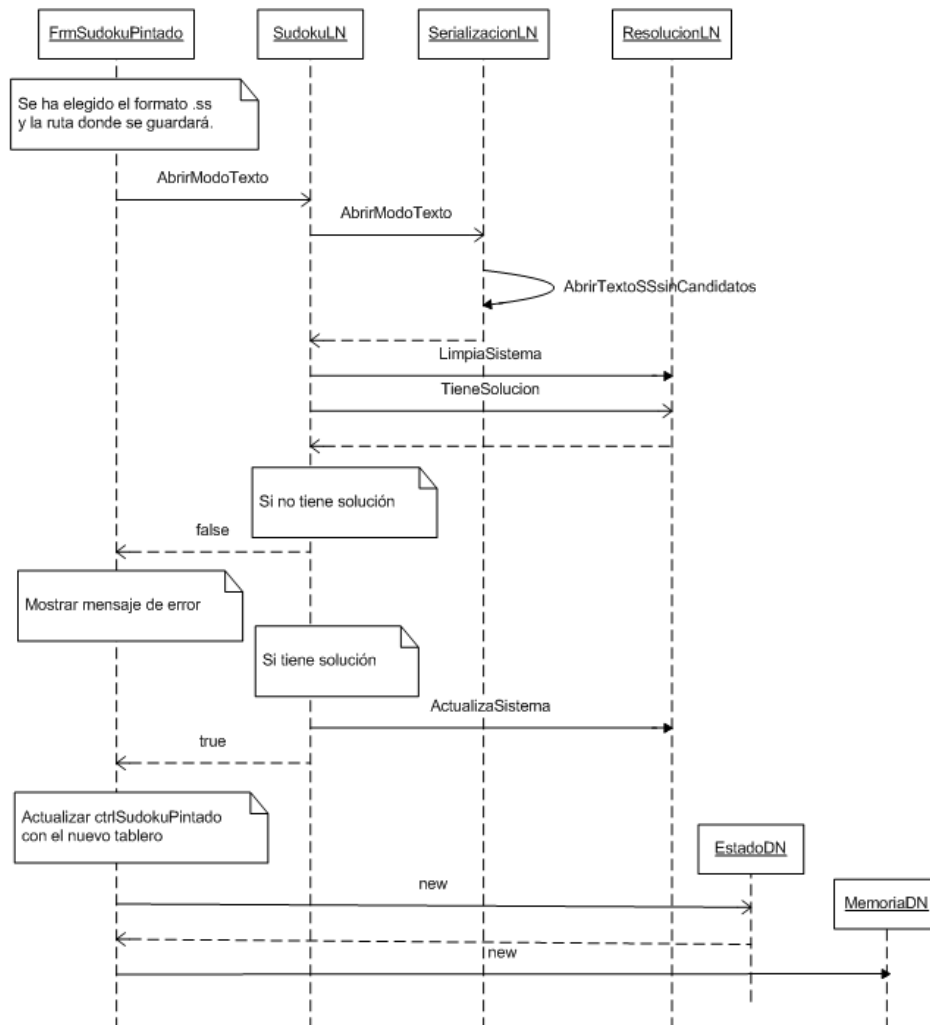 FrmSudokuPintado
SudokuLN
SerializacionLN
ResolucionLN
Se ha elegido el formato .ss
y la ruta donde se guardará.
AbrirModoTexto
AbrirModoTexto
AbrirTextoSSsinCandidatos
LimpiaSistema
TieneSolucion
Si no tiene solución
false
Mostrar mensaje de error
Si tiene solución
ActualizaSistema
true
Actualizar ctrlSudokuPintado
con el nuevo tablero
EstadoDN
new
MemoriaDN
new